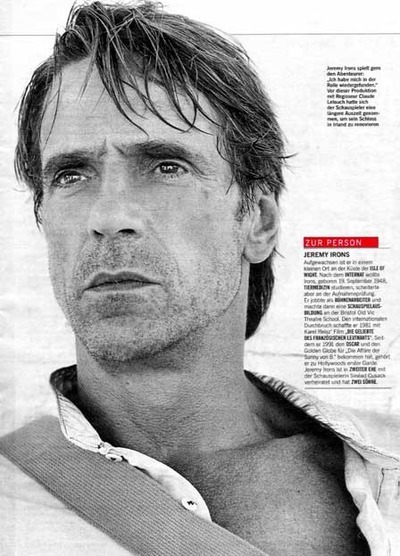 Jeremy Irons spielt gern
den Abenteurer:
„Ich habe mich in der
Rolle wiedergefunden.“
Vor dieser Produktion
mit Regisseur Claude
Lelouch hatte sich
der Schauspieler eine
längere Auszeit genom-
men, um sein Schloss
in Irland zu renovieren
ZUR PERSON
JEREMY IRONS
Aufgewachsen ist er in einem
kleinen Ort an der Küste der ISLE OF
WIGHT. Nach dem INTERNAT wollte
Irons, geboren 19. September 1948,
TIERMEDIZIN studieren, scheiterte
aber an der Aufnahmeprüfung.
Er jobbte als BÜHNENARBEITER und
machte dann eine SCHAUSPIELAUS-
BILDUNG an der Bristol Old Vic
Theatre School. Den internationalen
Durchbruch schaffte er 1981 mit
Karel Reisz' Film „DIE GELIEBTE
DES FRANZÖSISCHEN LEUTNANTS“. Seit-
dem er 1991 den OSCAR und den
Golden Globe für „Die Affäre der
Sunny von B.“ bekommen hat, gehört
er zu Hollywoods erster Garde.
Jeremy Irons ist in ZWEITER EHE mit
der Schauspielerin Sinéad Cusack
verheiratet und hat ZWEI SÖHNE.